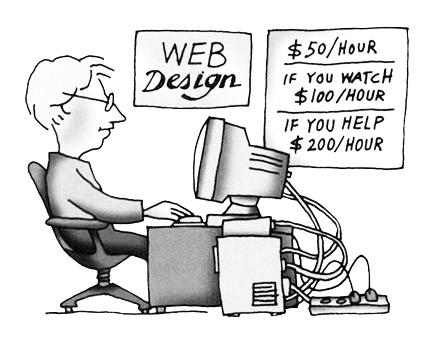 WEB
Design
$50/HOUR
IF YOU WATCH
$100/HOUR
IF YOU HELP
$200/HOUR